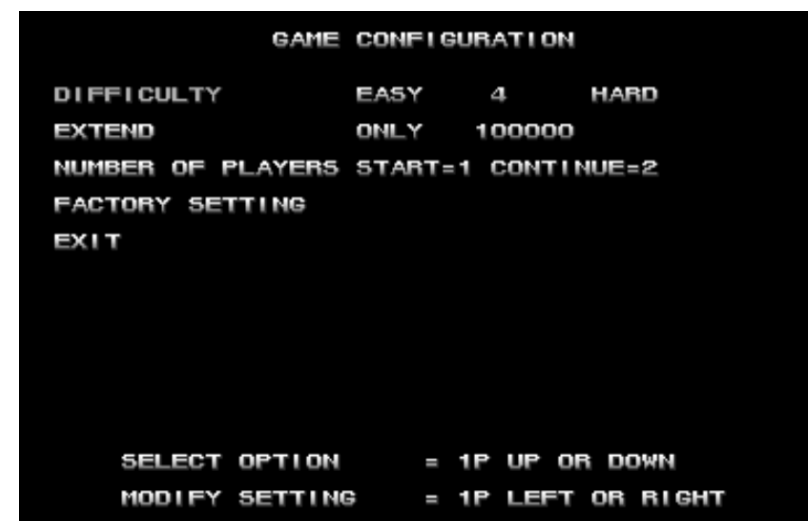 GAME CONFIGURATION
DIFFICULTY EASY 4 HARD
EXTEND ONLY 100000
NUMBER OF PLAYERS START=1 CONTINUE=2
FACTORY SETTING
EXIT
SELECT OPTION = 1P UP OR DOWN
MODIFY SETTING = 1P LEFT OR RIGHT